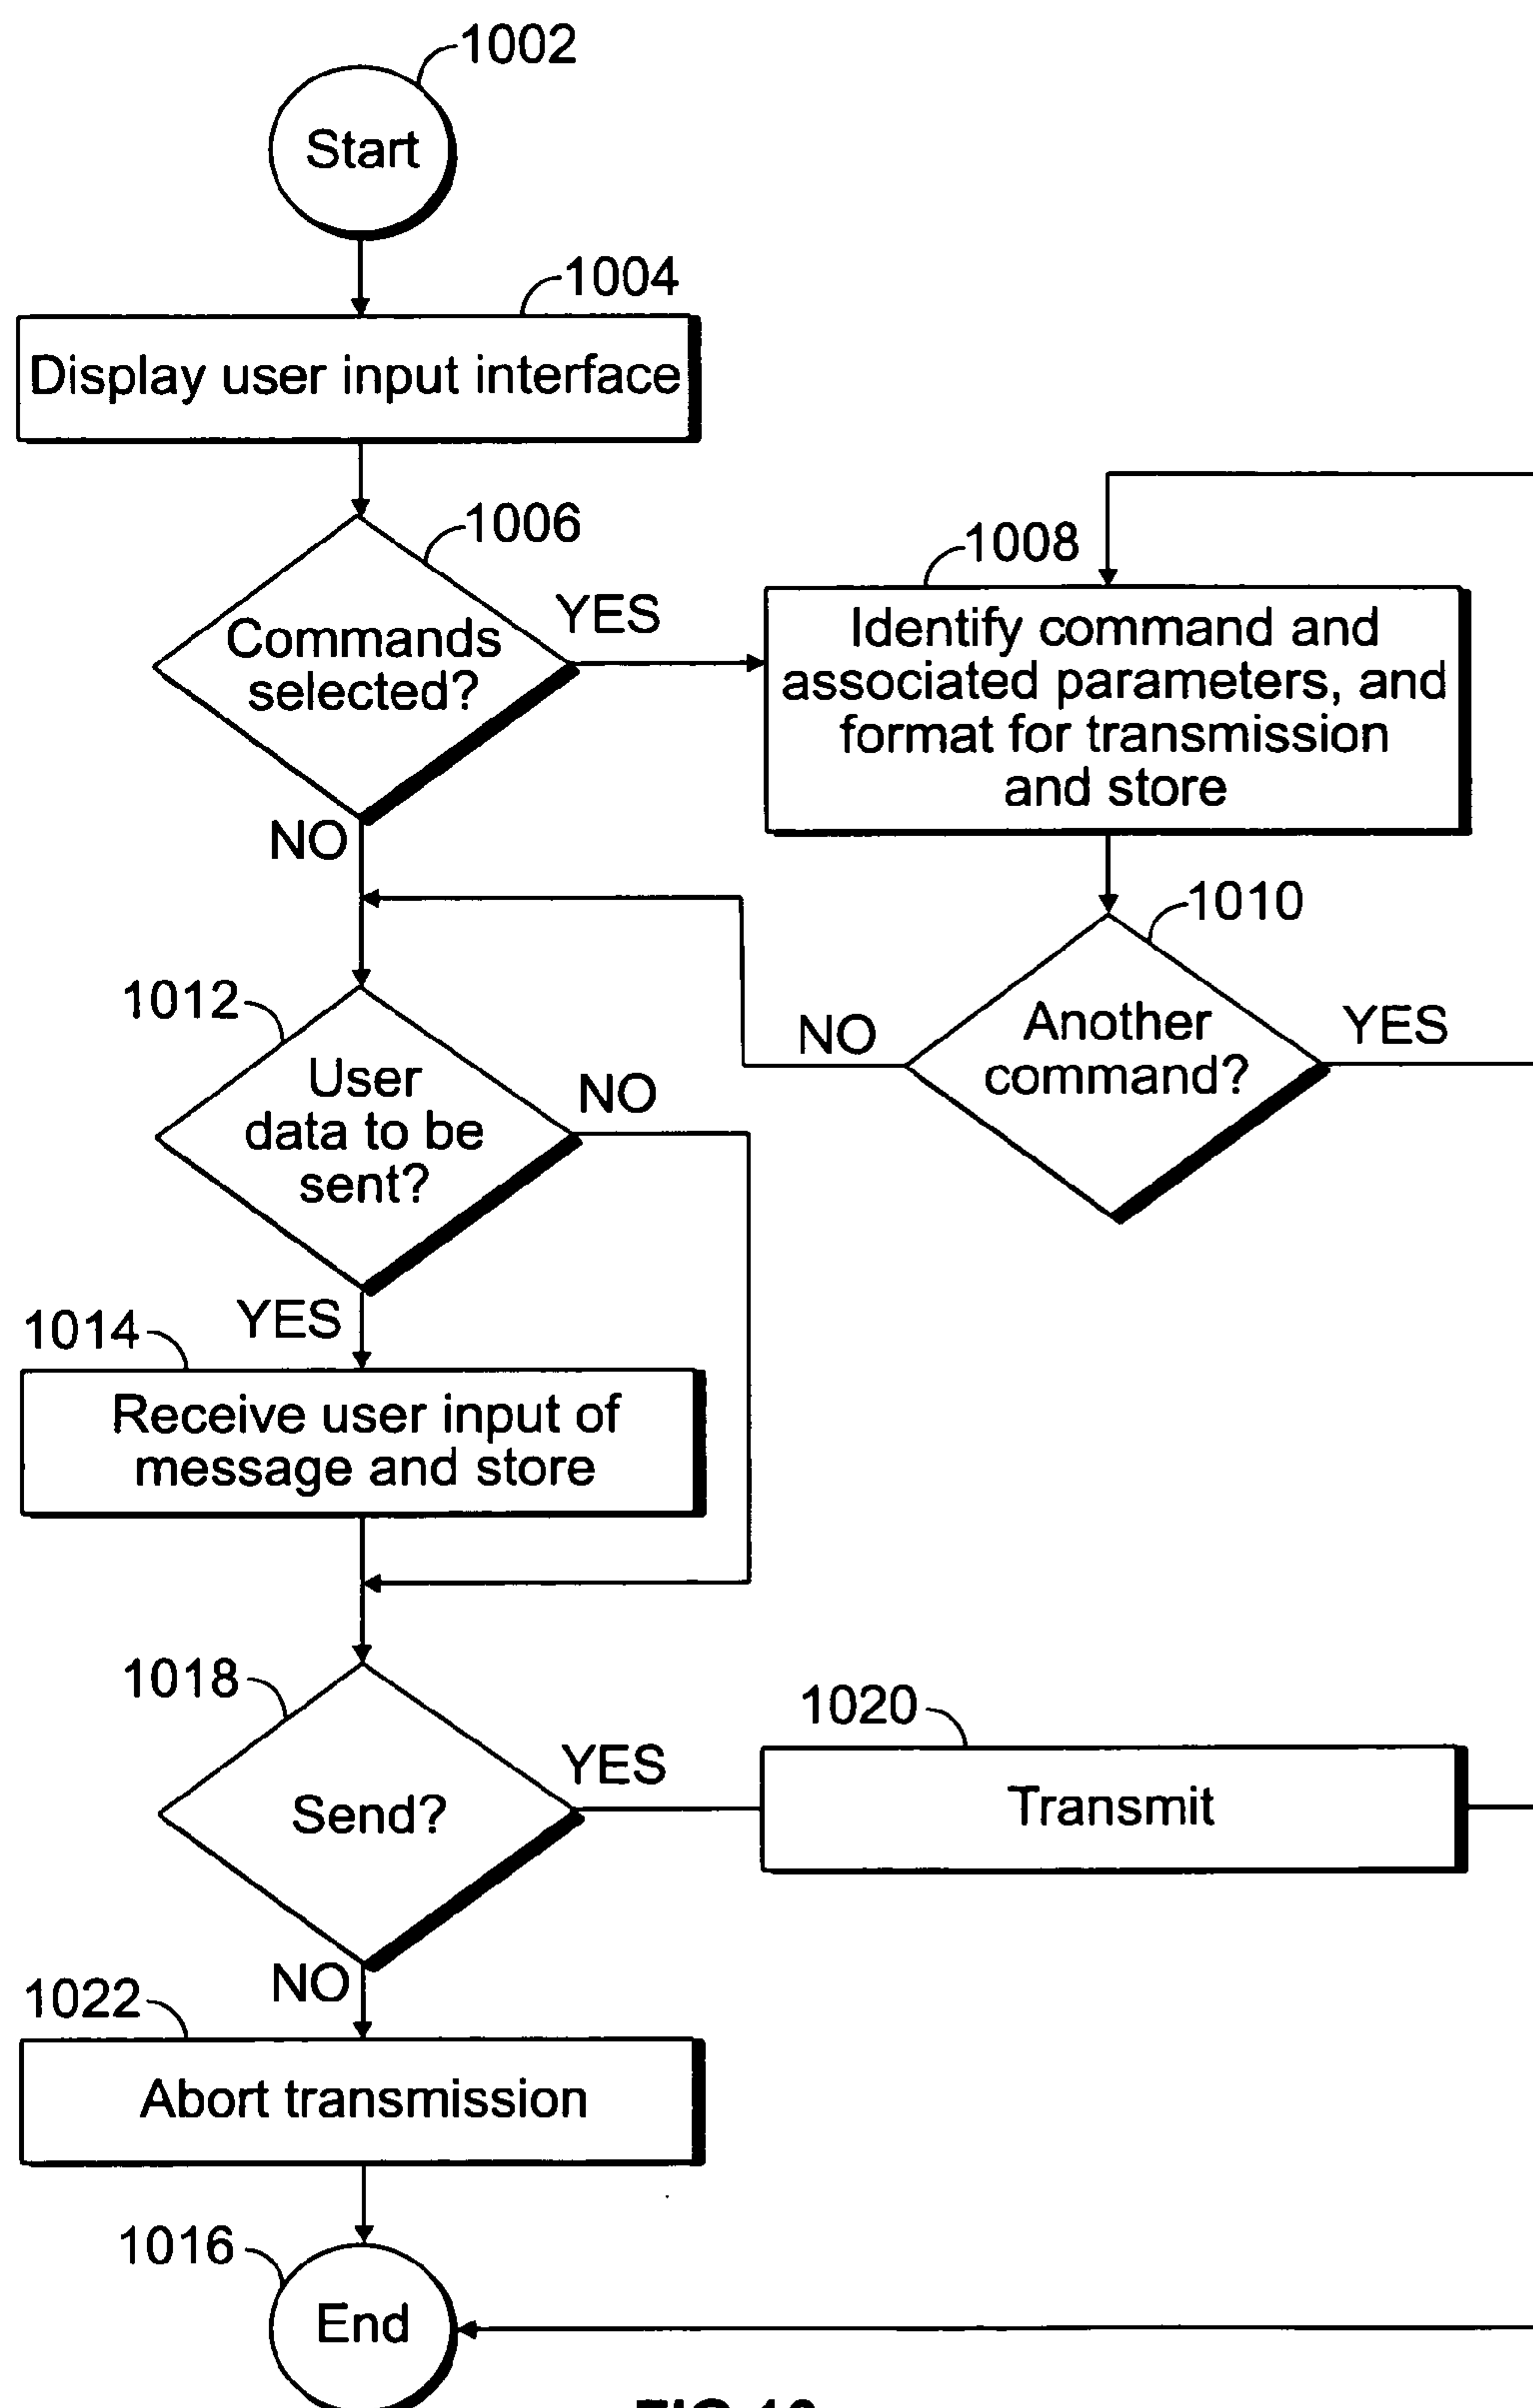 1002
Start
1004
Display user input interface
1006
Commands
selected?
YES
NO
1008
Identify command and
associated parameters, and
format for transmission
and store
1010
Another
command?
NO
YES
1012
User
data to be
sent?
NO
YES
1014
Receive user input of
message and store
1018
Send?
YES
NO
1020
Transmit
1022
Abort transmission
1016
End